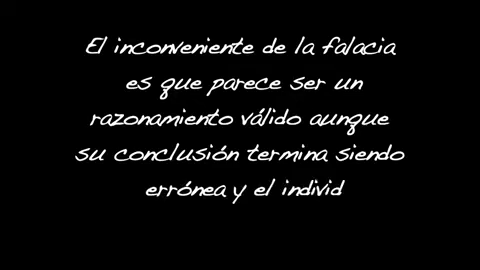 El inconveniente de la falacia
es que parece ser un
razonamiento válido aunque
su conclusión termina siendo
errónea y el individ